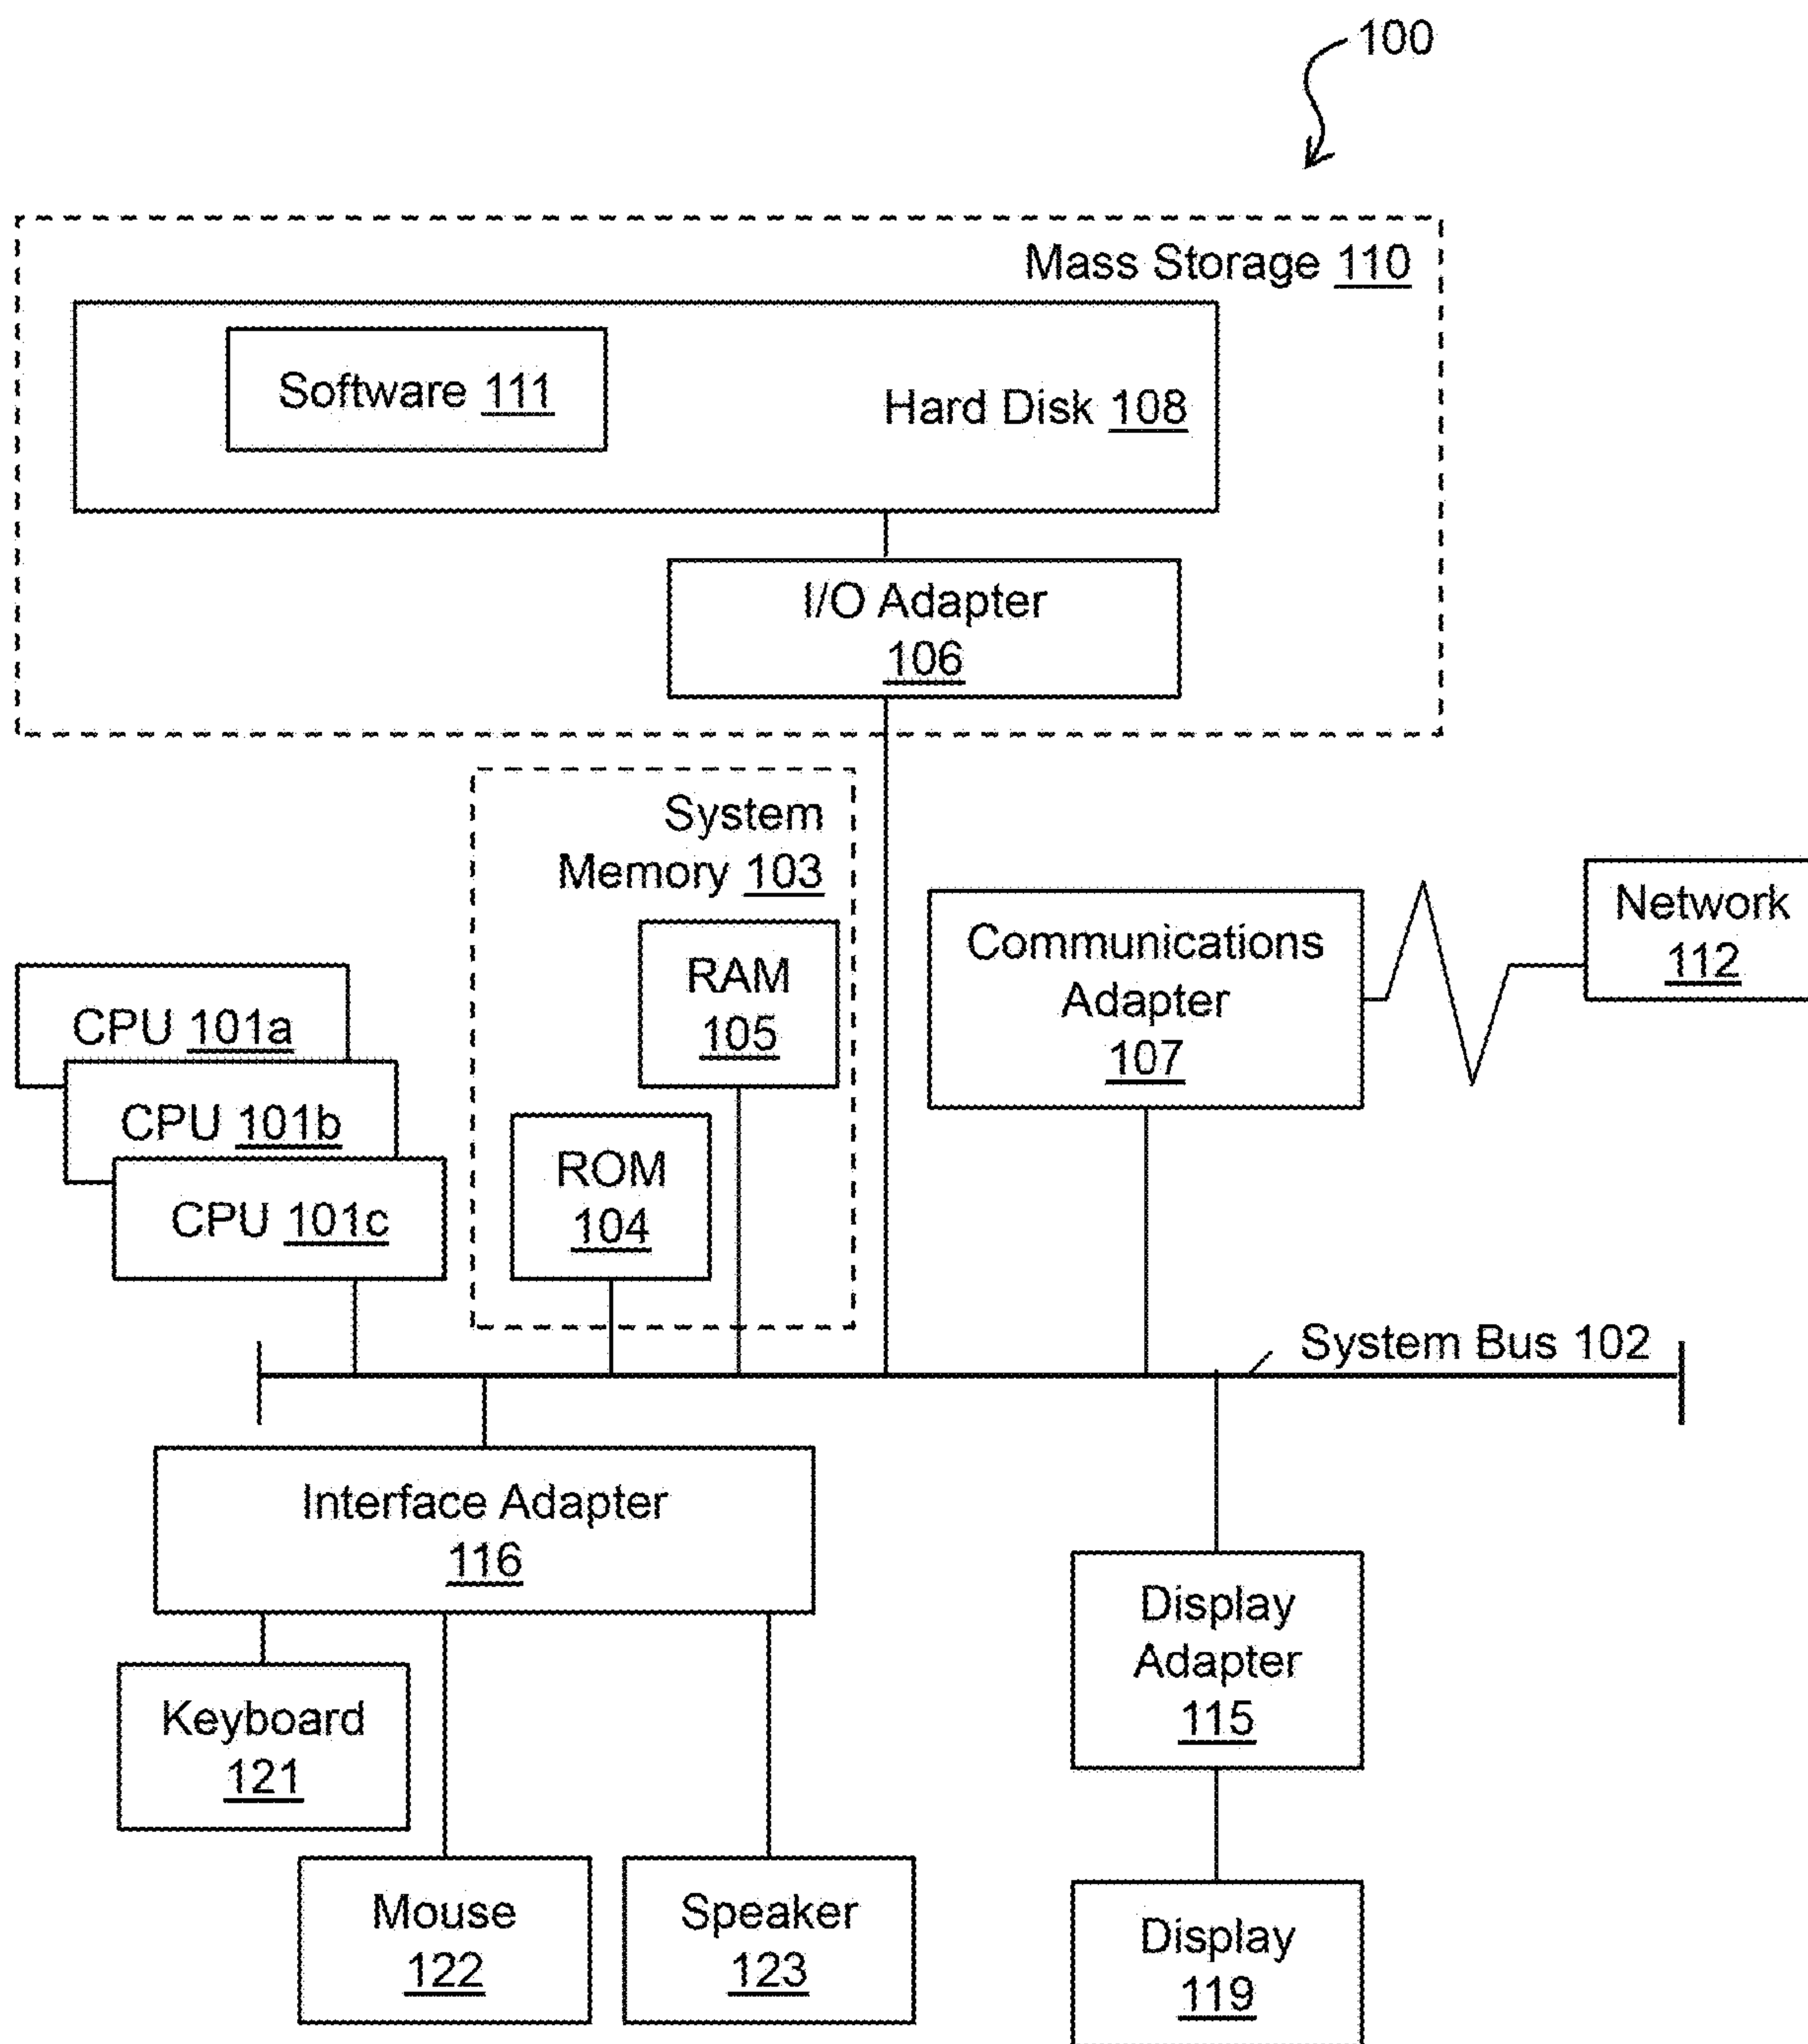 100
Mass Storage 110
Software 111
Hard Disk 108
I/O Adapter
106
System
Memory 103
RAM
105
ROM
104
CPU 101a
CPU 101b
CPU 101c
Communications
Adapter
107
Network
112
System Bus 102
Interface Adapter
116
Keyboard
121
Mouse
122
Speaker
123
Display
Adapter
115
Display
119